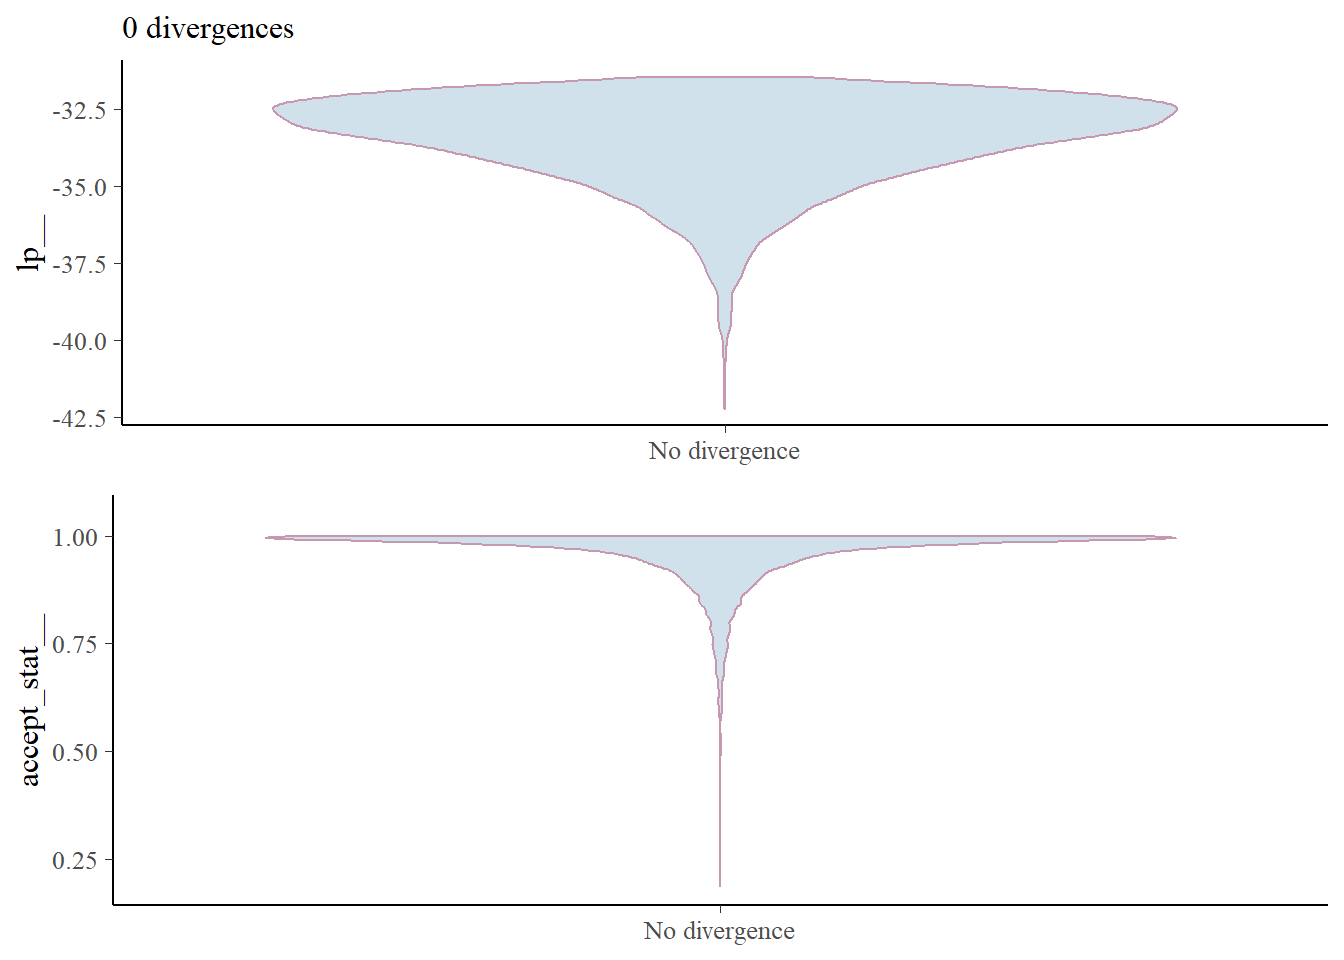 0 divergences
lp__
-32.5
-35.0
-37.5
-40.0
-42.5
No divergence
accept_stat__
1.00
0.75
0.50
0.25
No divergence